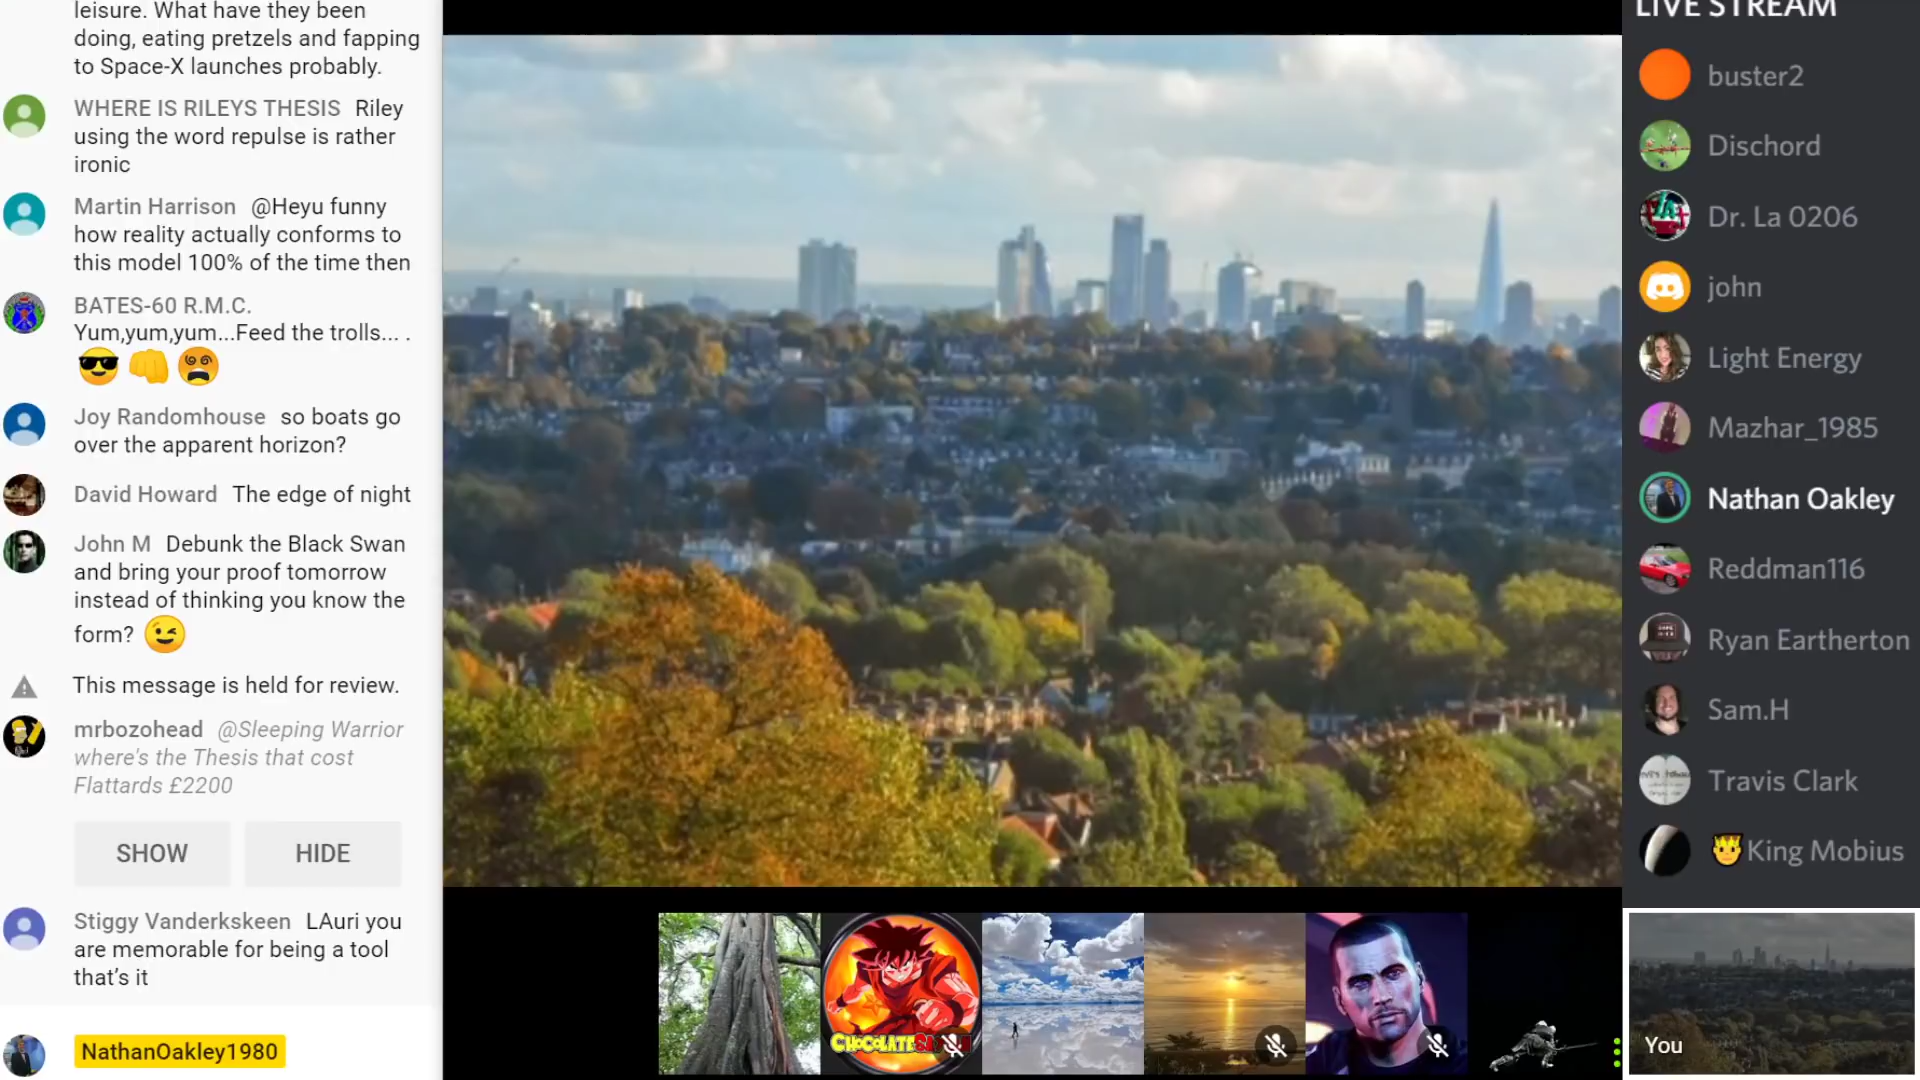 leisure. What have they been
doing, eating pretzels and fapping
to Space-X launches probably.
WHERE IS RILEYS THESIS Riley
using the word repulse is rather
ironic
Martin Harrison @Heyu funny
how reality actually conforms to
this model 100% of the time then
BATES-60 R.M.C.
Yum,yum,yum...Feed the trolls... .
Joy Randomhouse so boats go
over the apparent horizon?
David Howard The edge of night
John M Debunk the Black Swan
and bring your proof tomorrow
instead of thinking you know the
form?
This message is held for review.
mrbozohead @Sleeping Warrior
where's the Thesis that cost
Flattards £2200
SHOW HIDE
Stiggy Vanderkskeen LAuri you
are memorable for being a tool
that's it
NathanOakley1980
CHOCOLATE
LIVE STREAM
buster2
Dischord
Dr. La 0206
john
Light Energy
Mazhar_1985
Nathan Oakley
Reddman116
Ryan Eartherton
Sam.H
Travis Clark
King Mobius
You